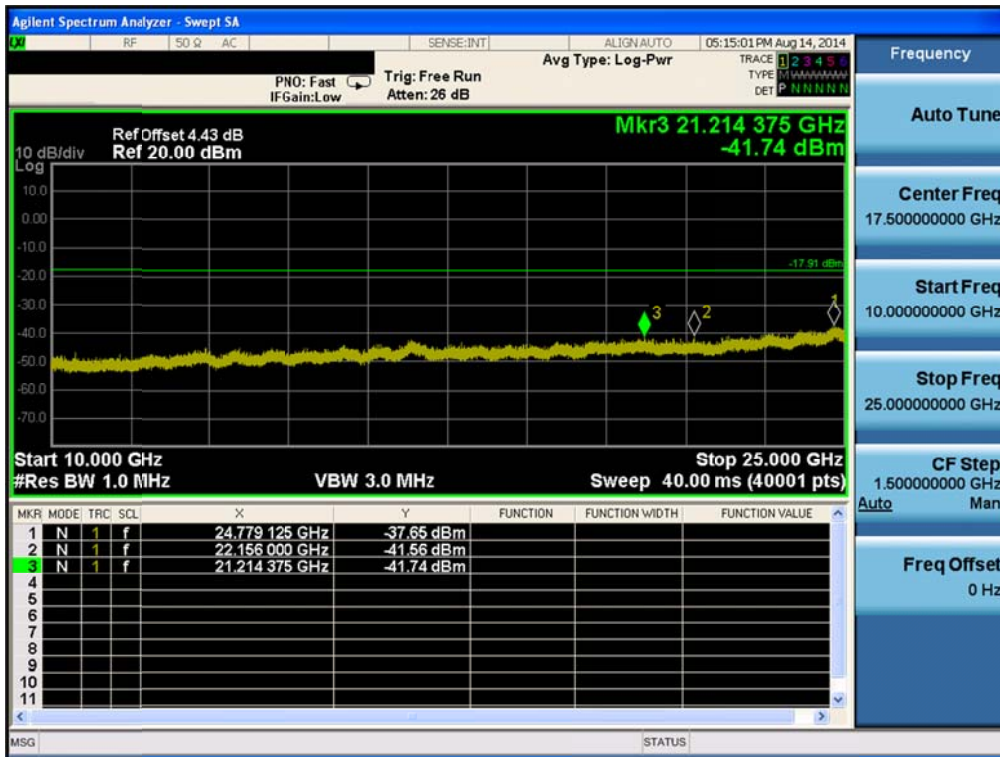 Agilent Spectrum Analyzer - Swept SA
LXI RF 50 Ω AC SENSE:INT ALIGN AUTO 05:15:01 PM Aug 14, 2014
PNO: Fast IFGain:Low Trig: Free Run Atten: 26 dB Avg Type: Log-Pwr
TRACE 1 2 3 4 5 6
TYPE M
DET P N N N N N
Ref Offset 4.43 dB
10 dB/div Ref 20.00 dBm
Log
Mkr3 21.214 375 GHz
-41.74 dBm
10.0
0.00
-10.0
-17.91 dBm
-20.0
-30.0
-40.0
-50.0
-60.0
-70.0
3 2 1
Start 10.000 GHz Stop 25.000 GHz
#Res BW 1.0 MHz VBW 3.0 MHz Sweep 40.00 ms (40001 pts)
MKR MODE TRC SCL X Y FUNCTION FUNCTION WIDTH FUNCTION VALUE
1 N 1 f 24.779 125 GHz -37.65 dBm
2 N 1 f 22.156 000 GHz -41.56 dBm
3 N 1 f 21.214 375 GHz -41.74 dBm
4
5
6
7
8
9
10
11
MSG STATUS
Frequency
Auto Tune
Center Freq
17.500000000 GHz
Start Freq
10.000000000 GHz
Stop Freq
25.000000000 GHz
CF Step
1.500000000 GHz
Auto Man
Freq Offset
0 Hz